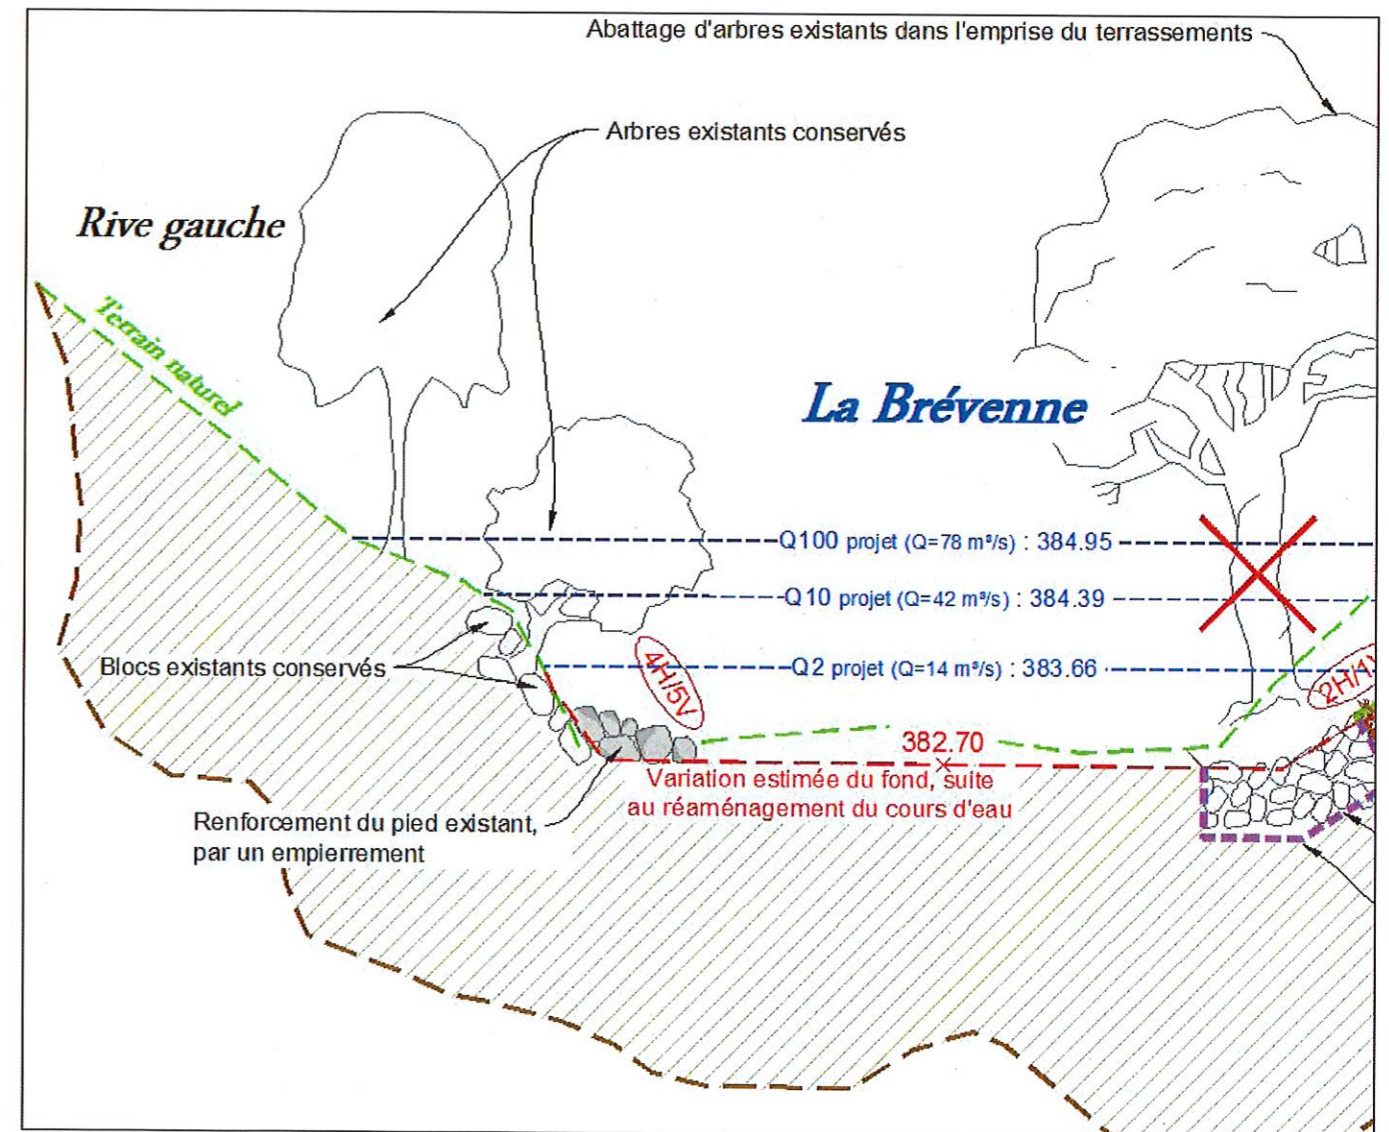 Abattage d'arbres existants dans l'emprise du terrassements
Arbres existants conservés
Rive gauche
Terrain naturel
La Brévenne
Q100 projet (Q=78 m³/s) : 384.95
Q10 projet (Q=42 m³/s) : 384.39
Blocs existants conservés
4H/5V
Q2 projet (Q=14 m³/s) : 383.66
2H/1V
382.70
Variation estimée du fond, suite
au réaménagement du cours d'eau
Renforcement du pied existant,
par un empierrement